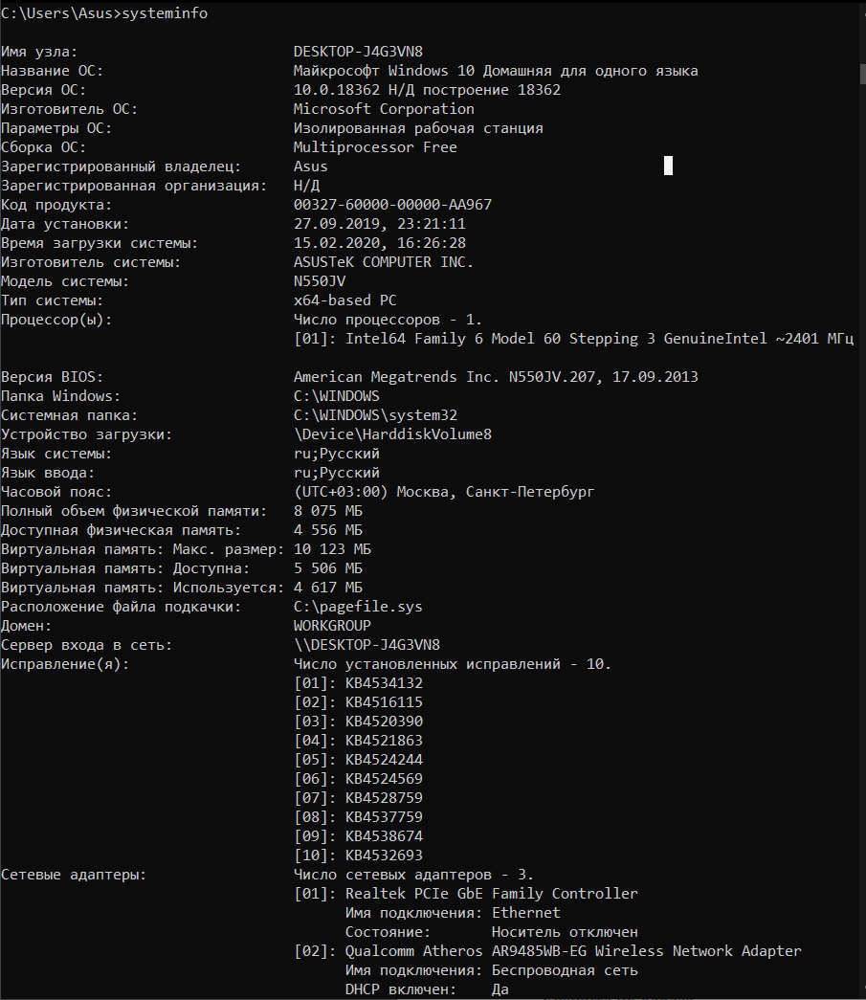 C:\Users\Asus>systeminfo
Имя узла: DESKTOP-J4G3VN8
Название ОС: Майкрософт Windows 10 Домашняя для одного языка
Версия ОС: 10.0.18362 Н/Д построение 18362
Изготовитель ОС: Microsoft Corporation
Параметры ОС: Изолированная рабочая станция
Сборка ОС: Multiprocessor Free
Зарегистрированный владелец: Asus
Зарегистрированная организация: Н/Д
Код продукта: 00327-60000-00000-AA967
Дата установки: 27.09.2019, 23:21:11
Время загрузки системы: 15.02.2020, 16:26:28
Изготовитель системы: ASUSTeK COMPUTER INC.
Модель системы: N550JV
Тип системы: x64-based PC
Процессор(ы): Число процессоров - 1.
[01]: Intel64 Family 6 Model 60 Stepping 3 GenuineIntel ~2401 МГц
Версия BIOS: American Megatrends Inc. N550JV.207, 17.09.2013
Папка Windows: C:\WINDOWS
Системная папка: C:\WINDOWS\system32
Устройство загрузки: \Device\HarddiskVolume8
Язык системы: ru;Русский
Язык ввода: ru;Русский
Часовой пояс: (UTC+03:00) Москва, Санкт-Петербург
Полный объем физической памяти: 8 075 МБ
Доступная физическая память: 4 556 МБ
Виртуальная память: Макс. размер: 10 123 МБ
Виртуальная память: Доступна: 5 506 МБ
Виртуальная память: Используется: 4 617 МБ
Расположение файла подкачки: C:\pagefile.sys
Домен: WORKGROUP
Сервер входа в сеть: \\DESKTOP-J4G3VN8
Исправление(я): Число установленных исправлений - 10.
[01]: KB4534132
[02]: KB4516115
[03]: KB4520390
[04]: KB4521863
[05]: KB4524244
[06]: KB4524569
[07]: KB4528759
[08]: KB4537759
[09]: KB4538674
[10]: KB4532693
Сетевые адаптеры: Число сетевых адаптеров - 3.
[01]: Realtek PCIe GbE Family Controller
Имя подключения: Ethernet
Состояние: Носитель отключен
[02]: Qualcomm Atheros AR9485WB-EG Wireless Network Adapter
Имя подключения: Беспроводная сеть
DHCP включен: Да